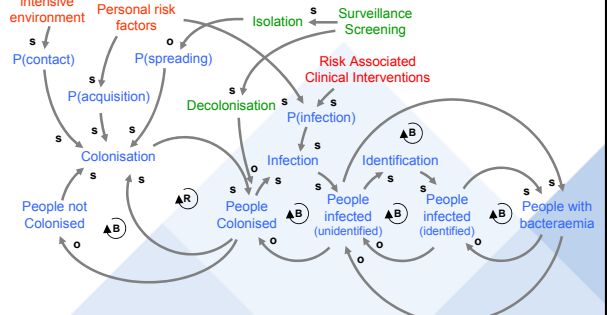 Intensive
environment
Personal risk
factors
Isolation
s
Surveillance
Screening
s
P(contact)
o
P(spreading)
Risk Associated
Clinical Interventions
s
P(acquisition)
s
Decolonisation
s
s
P(infection)
s
s
s
s
B
Colonisation
o
Infection
Identification
s
s
R
s
s
s
s
s
s
s
People not
Colonised
B
People
Colonised
B
People
infected
(unidentified)
B
People
infected
(identified)
B
People with
bacteraemia
o
o
o
o
o